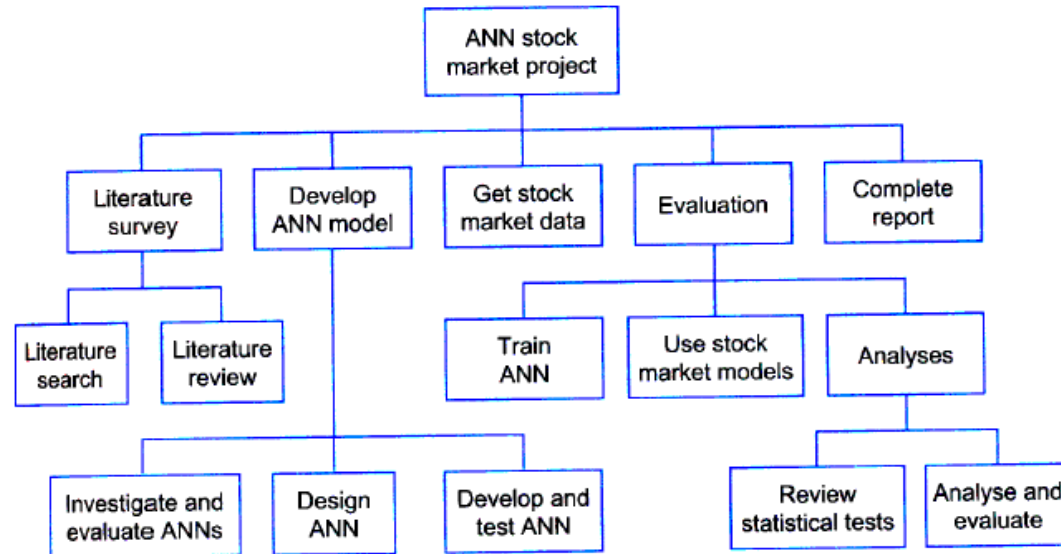 ANN stock
market project
Literature
survey
Develop
ANN model
Get stock
market data
Evaluation
Complete
report
Literature
search
Literature
review
Train
ANN
Use stock
market models
Analyses
Investigate and
evaluate ANNs
Design
ANN
Develop and
test ANN
Review
statistical tests
Analyse and
evaluate